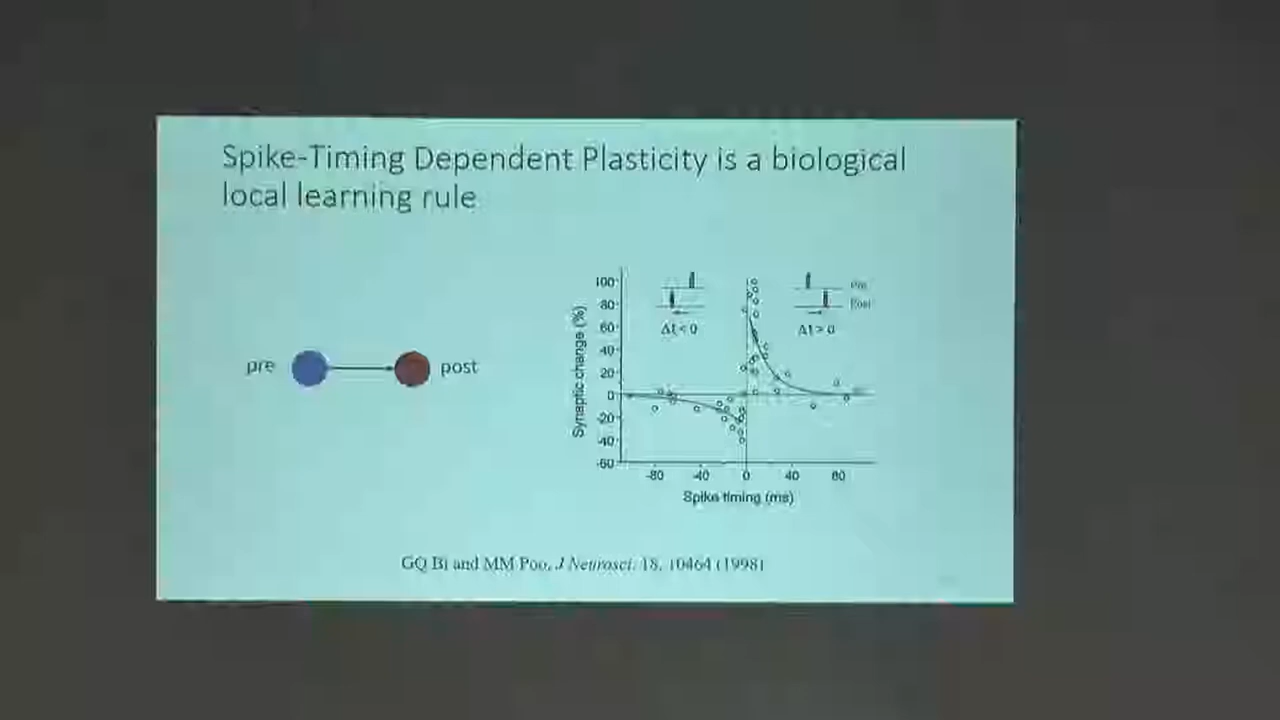 Spike-Timing Dependent Plasticity is a biological
local learning rule
pre
post
Synaptic change (%)
100
80
60
40
20
0
-20
-40
-60
-80
-40
0
40
80
Spike timing (ms)
Δt < 0
Δt > 0
Pre
Post
GQ Bi and MM Poo, J Neurosci. 18, 10464 (1998)